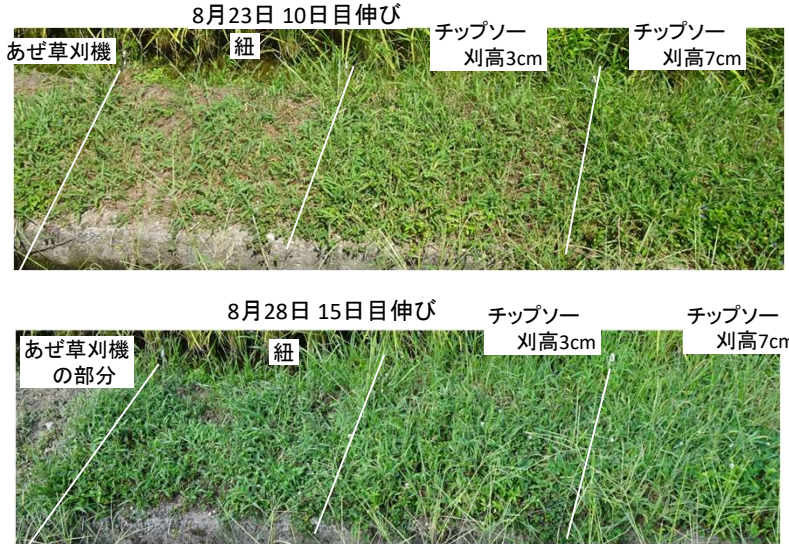 8月23日 10日目伸び
あぜ草刈機
紐
チップソー
刈高3cm
チップソー
刈高7cm
8月28日 15日目伸び
あぜ草刈機
の部分
紐
チップソー
刈高3cm
チップソー
刈高7cm